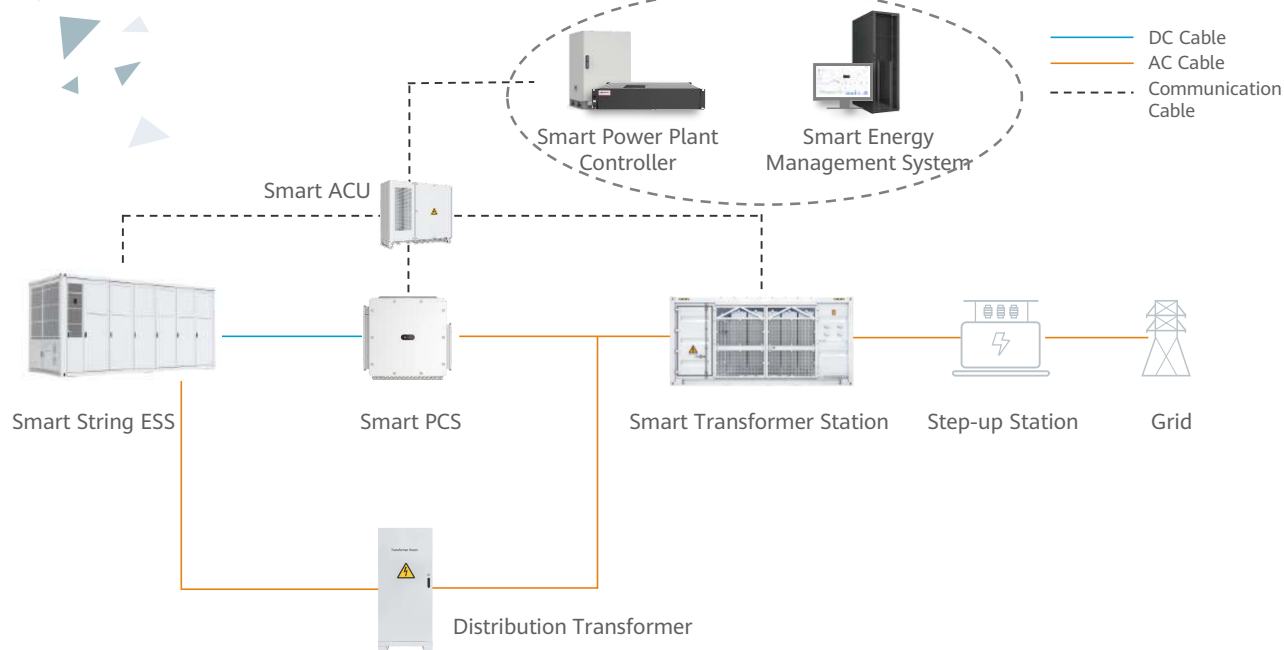 DC Cable
AC Cable
Communication
Cable
Smart Power Plant
Controller
Smart Energy
Management System
Smart ACU
Smart String ESS
Smart PCS
Smart Transformer Station
Step-up Station
Grid
Distribution Transformer